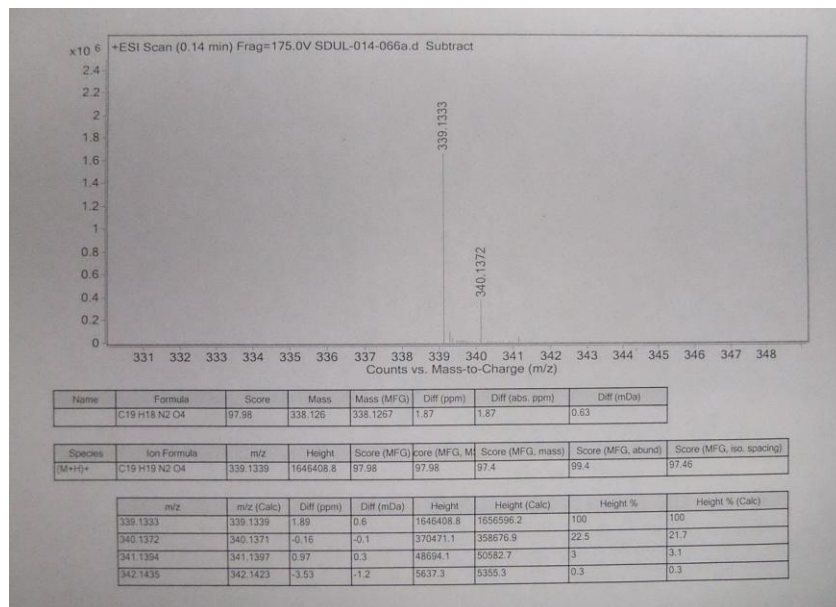 x10 6 +ESI Scan (0.14 min) Frag=175.0V SDUL-014-066a.d Subtract
2.4
2.2
2
1.8
1.6
1.4
1.2
1
0.8
0.6
0.4
0.2
0
339.1333
340.1372
331 332 333 334 335 336 337 338 339 340 341 342 343 344 345 346 347 348
Counts vs. Mass-to-Charge (m/z)
Name Formula Score Mass Mass (MFG) Diff (ppm) Diff (abs. ppm) Diff (mDa)
C19 H18 N2 O4 97.98 338.126 338.1267 1.87 1.87 0.63
Species Ion Formula m/z Height Score (MFG) core (MFG, M Score (MFG, mass) Score (MFG, abund) Score (MFG, iso. spacing)
(M+H)+ C19 H19 N2 O4 339.1339 1646408.8 97.98 97.98 97.4 99.4 97.46
m/z m/z (Calc) Diff (ppm) Diff (mDa) Height Height (Calc) Height % Height % (Calc)
339.1333 339.1339 1.89 0.6 1646408.8 1656596.2 100 100
340.1372 340.1371 -0.16 -0.1 370471.1 358676.9 22.5 21.7
341.1394 341.1397 0.97 0.3 48694.1 50582.7 3 3.1
342.1435 342.1423 -3.53 -1.2 5637.3 5355.3 0.3 0.3